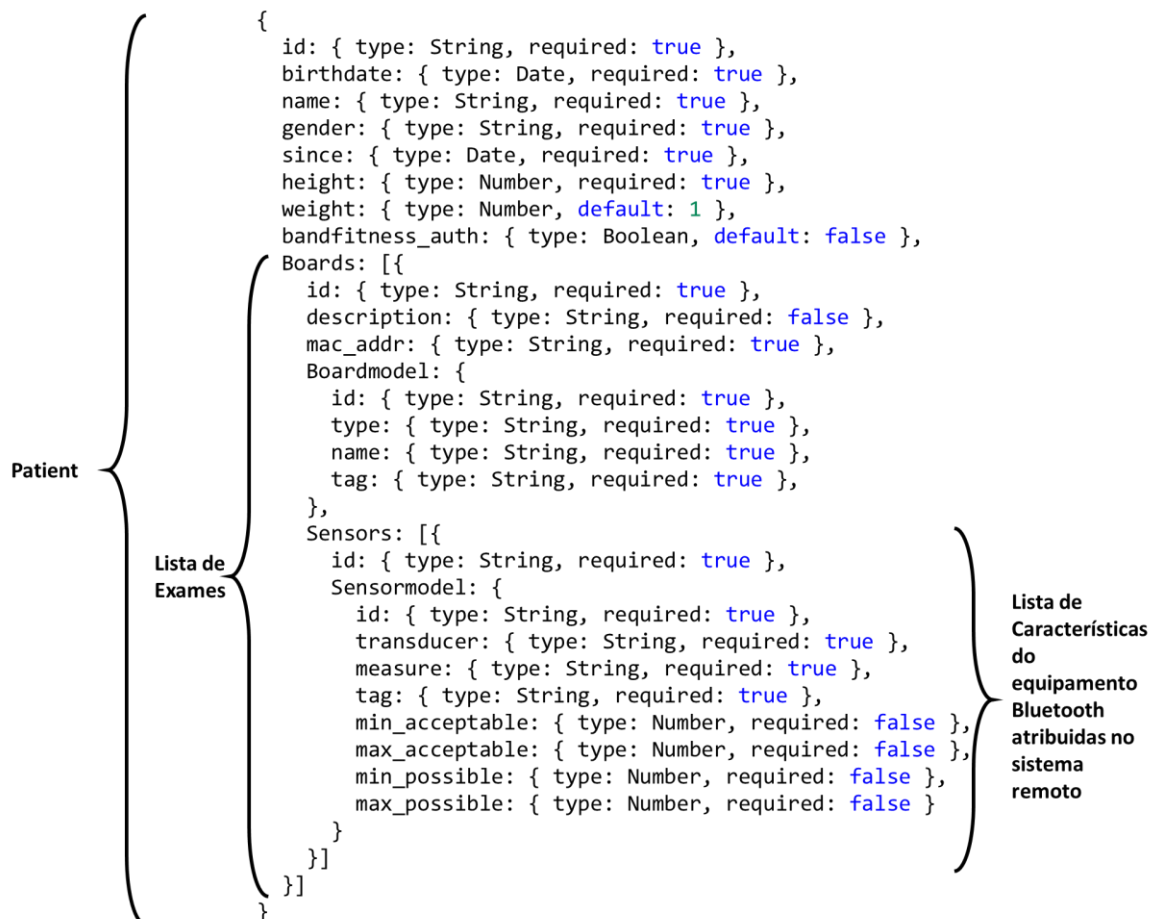 {
id: { type: String, required: true },
birthdate: { type: Date, required: true },
name: { type: String, required: true },
gender: { type: String, required: true },
since: { type: Date, required: true },
height: { type: Number, required: true },
weight: { type: Number, default: 1 },
bandfitness_auth: { type: Boolean, default: false },
Boards: [{
id: { type: String, required: true },
description: { type: String, required: false },
mac_addr: { type: String, required: true },
Boardmodel: {
id: { type: String, required: true },
type: { type: String, required: true },
name: { type: String, required: true },
tag: { type: String, required: true },
},
Sensors: [{
id: { type: String, required: true },
Sensormodel: {
id: { type: String, required: true },
transducer: { type: String, required: true },
measure: { type: String, required: true },
tag: { type: String, required: true },
min_acceptable: { type: Number, required: false },
max_acceptable: { type: Number, required: false },
min_possible: { type: Number, required: false },
max_possible: { type: Number, required: false }
}
}]
}]
}
Patient
Lista de
Exames
Lista de
Características
do
equipamento
Bluetooth
atribuidas no
sistema
remoto